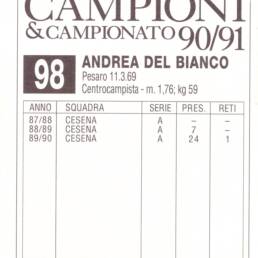 CAMPIONI
& CAMPIONATO 90/91
98 ANDREA DEL BIANCO
Pesaro 11.3.69
Centrocampista - m. 1,76; kg 59
ANNO SQUADRA SERIE PRES. RETI
87/88 CESENA A – –
88/89 CESENA A 7 –
89/90 CESENA A 24 1